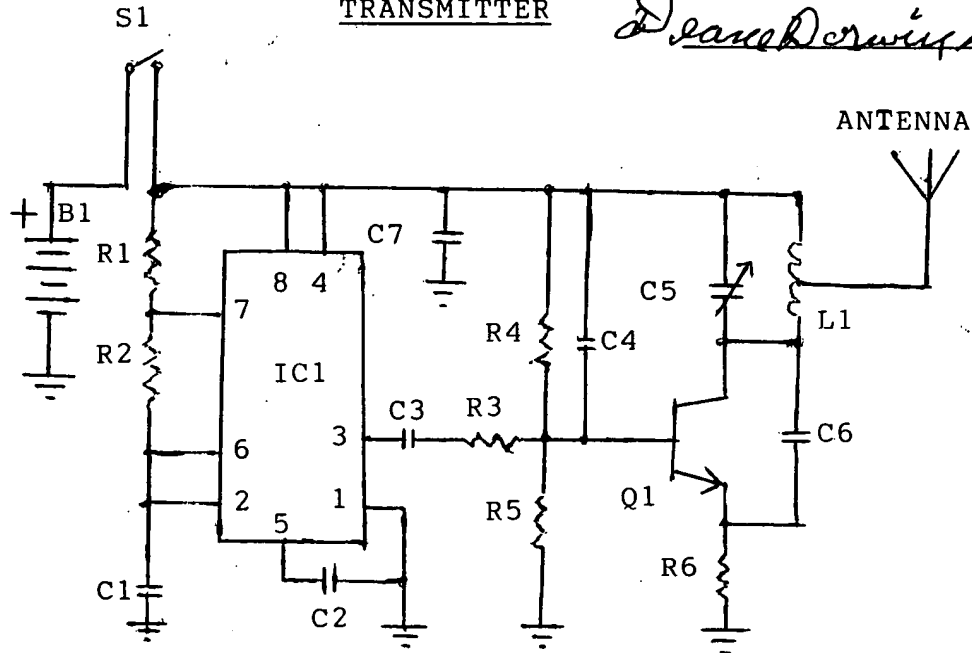 TRANSMITTER
S1
ANTENNA
+ B1
R1
C7
8 4
7
C5
L1
R4
C4
R2
IC1
C3 R3
3
6
C6
2
1
5
R5
Q1
R6
C1
C2